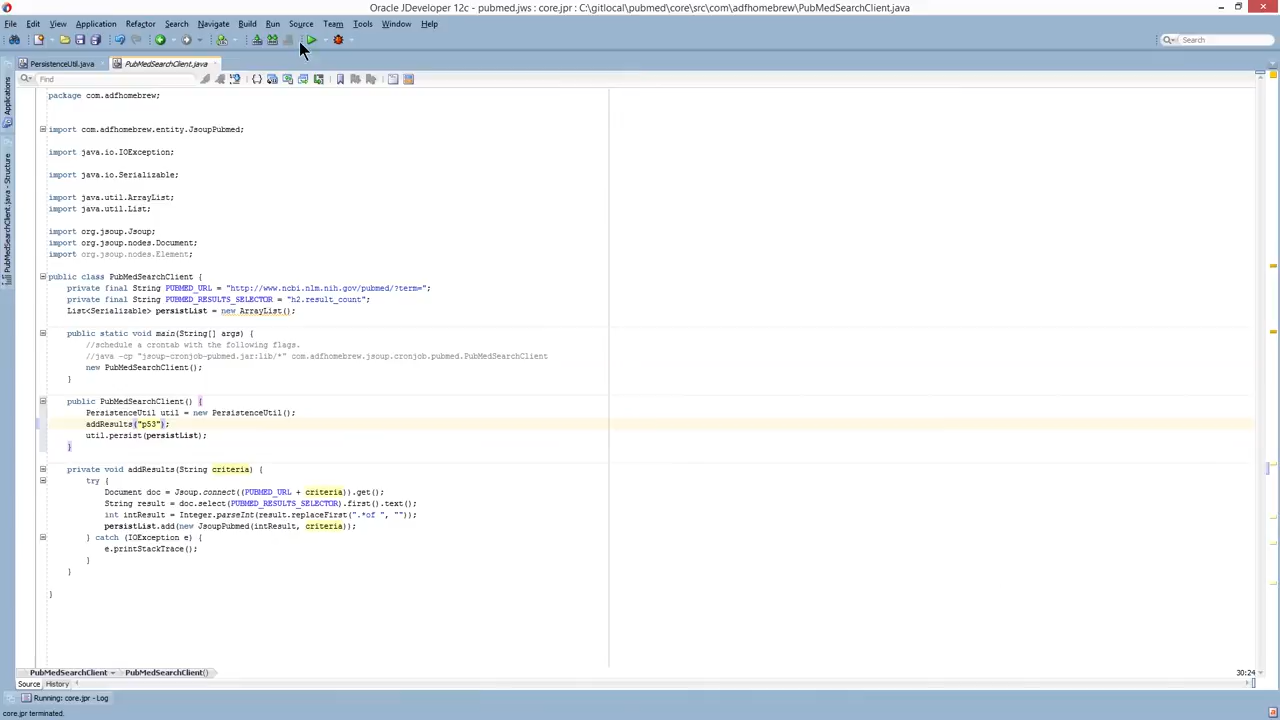 Oracle JDeveloper 12c - pubmed.jws : core.jpr : C:\gitlocal\pubmed\core\src\com\adfhomebrew\PubMedSearchClient.java
File Edit View Application Refactor Search Navigate Build Run Source Team Tools Window Help
Search
PersistenceUtil.java PubMedSearchClient.java
Find
Applications
PubMedSearchClient.java - Structure
package com.adfhomebrew;
import com.adfhomebrew.entity.JsoupPubmed;
import java.io.IOException;
import java.io.Serializable;
import java.util.ArrayList;
import java.util.List;
import org.jsoup.Jsoup;
import org.jsoup.nodes.Document;
import org.jsoup.nodes.Element;
public class PubMedSearchClient {
private final String PUBMED_URL = "http://www.ncbi.nlm.nih.gov/pubmed/?term=";
private final String PUBMED_RESULTS_SELECTOR = "h2.result_count";
List<Serializable> persistList = new ArrayList();
public static void main(String[] args) {
//schedule a crontab with the following flags.
//java -cp "jsoup-cronjob-pubmed.jar:lib/*" com.adfhomebrew.jsoup.cronjob.pubmed.PubMedSearchClient
new PubMedSearchClient();
}
public PubMedSearchClient() {
PersistenceUtil util = new PersistenceUtil();
addResults("p53");
util.persist(persistList);
}
private void addResults(String criteria) {
try {
Document doc = Jsoup.connect((PUBMED_URL + criteria)).get();
String result = doc.select(PUBMED_RESULTS_SELECTOR).first().text();
int intResult = Integer.parseInt(result.replaceFirst(".*of ", ""));
persistList.add(new JsoupPubmed(intResult, criteria));
} catch (IOException e) {
e.printStackTrace();
}
}
}
PubMedSearchClient PubMedSearchClient()
30:24
Source History
Running: core.jpr - Log
core.jpr terminated.